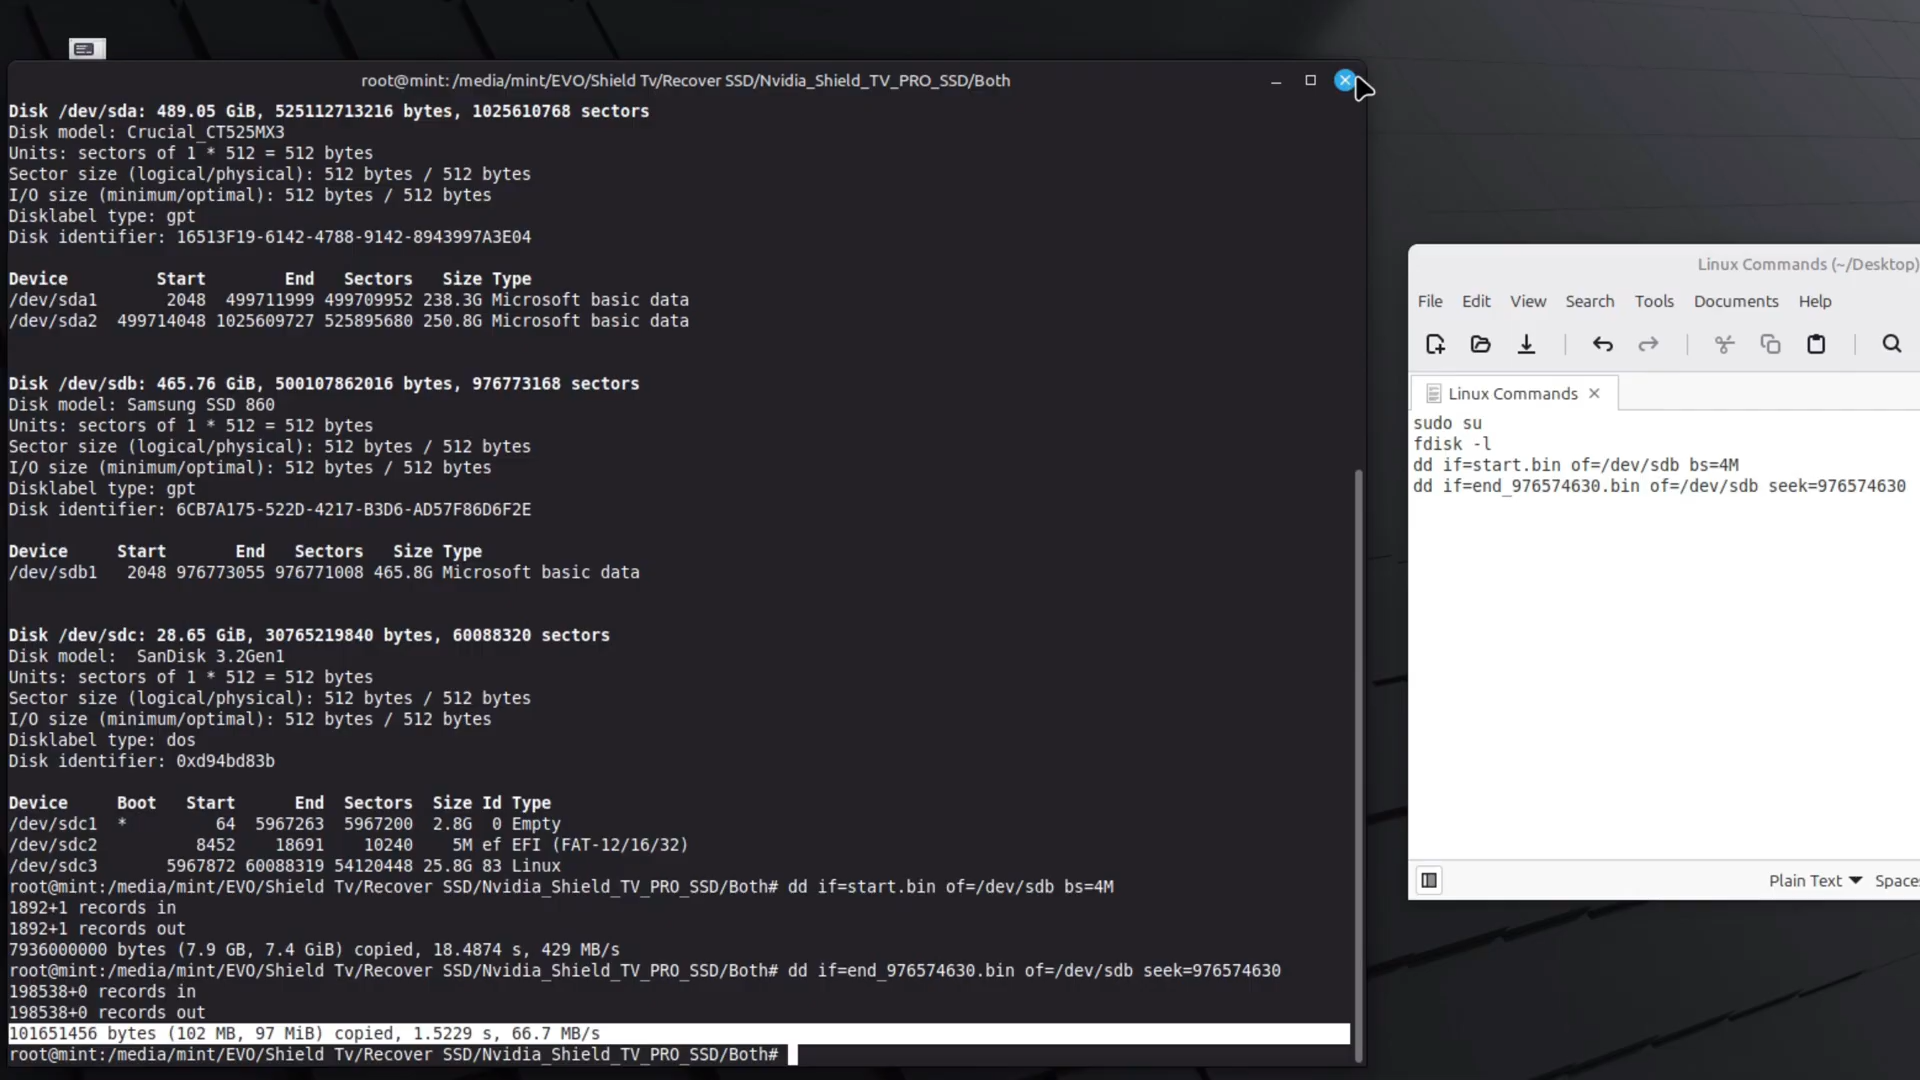 root@mint: /media/mint/EVO/Shield Tv/Recover SSD/Nvidia_Shield_TV_PRO_SSD/Both
Disk /dev/sda: 489.05 GiB, 525112713216 bytes, 1025610768 sectors
Disk model: Crucial_CT525MX3
Units: sectors of 1 * 512 = 512 bytes
Sector size (logical/physical): 512 bytes / 512 bytes
I/O size (minimum/optimal): 512 bytes / 512 bytes
Disklabel type: gpt
Disk identifier: 16513F19-6142-4788-9142-8943997A3E04
Device Start End Sectors Size Type
/dev/sda1 2048 499711999 499709952 238.3G Microsoft basic data
/dev/sda2 499714048 1025609727 525895680 250.8G Microsoft basic data
Disk /dev/sdb: 465.76 GiB, 500107862016 bytes, 976773168 sectors
Disk model: Samsung SSD 860
Units: sectors of 1 * 512 = 512 bytes
Sector size (logical/physical): 512 bytes / 512 bytes
I/O size (minimum/optimal): 512 bytes / 512 bytes
Disklabel type: gpt
Disk identifier: 6CB7A175-522D-4217-B3D6-AD57F86D6F2E
Device Start End Sectors Size Type
/dev/sdb1 2048 976773055 976771008 465.8G Microsoft basic data
Disk /dev/sdc: 28.65 GiB, 30765219840 bytes, 60088320 sectors
Disk model:  SanDisk 3.2Gen1
Units: sectors of 1 * 512 = 512 bytes
Sector size (logical/physical): 512 bytes / 512 bytes
I/O size (minimum/optimal): 512 bytes / 512 bytes
Disklabel type: dos
Disk identifier: 0xd94bd83b
Device Boot Start End Sectors Size Id Type
/dev/sdc1 * 64 5967263 5967200 2.8G 0 Empty
/dev/sdc2 8452 18691 10240 5M ef EFI (FAT-12/16/32)
/dev/sdc3 5967872 60088319 54120448 25.8G 83 Linux
root@mint:/media/mint/EVO/Shield Tv/Recover SSD/Nvidia_Shield_TV_PRO_SSD/Both# dd if=start.bin of=/dev/sdb bs=4M
1892+1 records in
1892+1 records out
7936000000 bytes (7.9 GB, 7.4 GiB) copied, 18.4874 s, 429 MB/s
root@mint:/media/mint/EVO/Shield Tv/Recover SSD/Nvidia_Shield_TV_PRO_SSD/Both# dd if=end_976574630.bin of=/dev/sdb seek=976574630
198538+0 records in
198538+0 records out
101651456 bytes (102 MB, 97 MiB) copied, 1.5229 s, 66.7 MB/s
root@mint:/media/mint/EVO/Shield Tv/Recover SSD/Nvidia_Shield_TV_PRO_SSD/Both#
Linux Commands (~/Desktop)
File Edit View Search Tools Documents Help
Linux Commands
sudo su
fdisk -l
dd if=start.bin of=/dev/sdb bs=4M
dd if=end_976574630.bin of=/dev/sdb seek=976574630
Plain Text Spaces